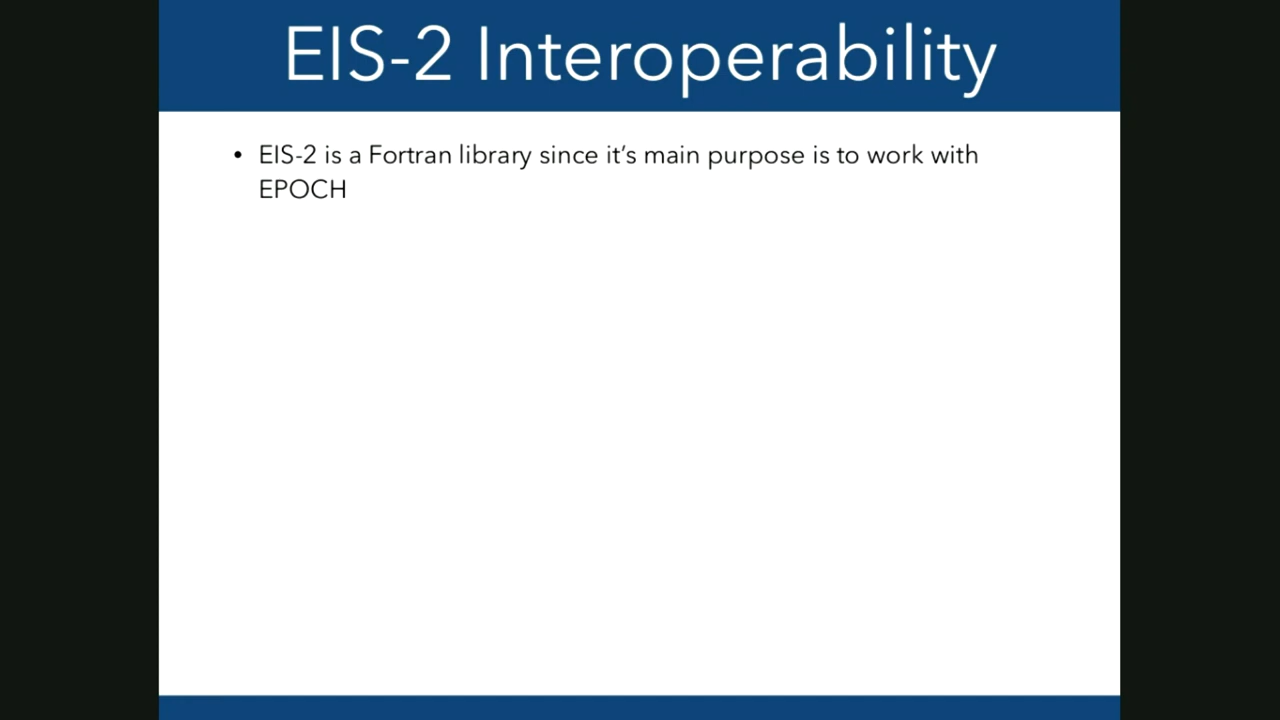 EIS-2 Interoperability
• EIS-2 is a Fortran library since it’s main purpose is to work with
EPOCH